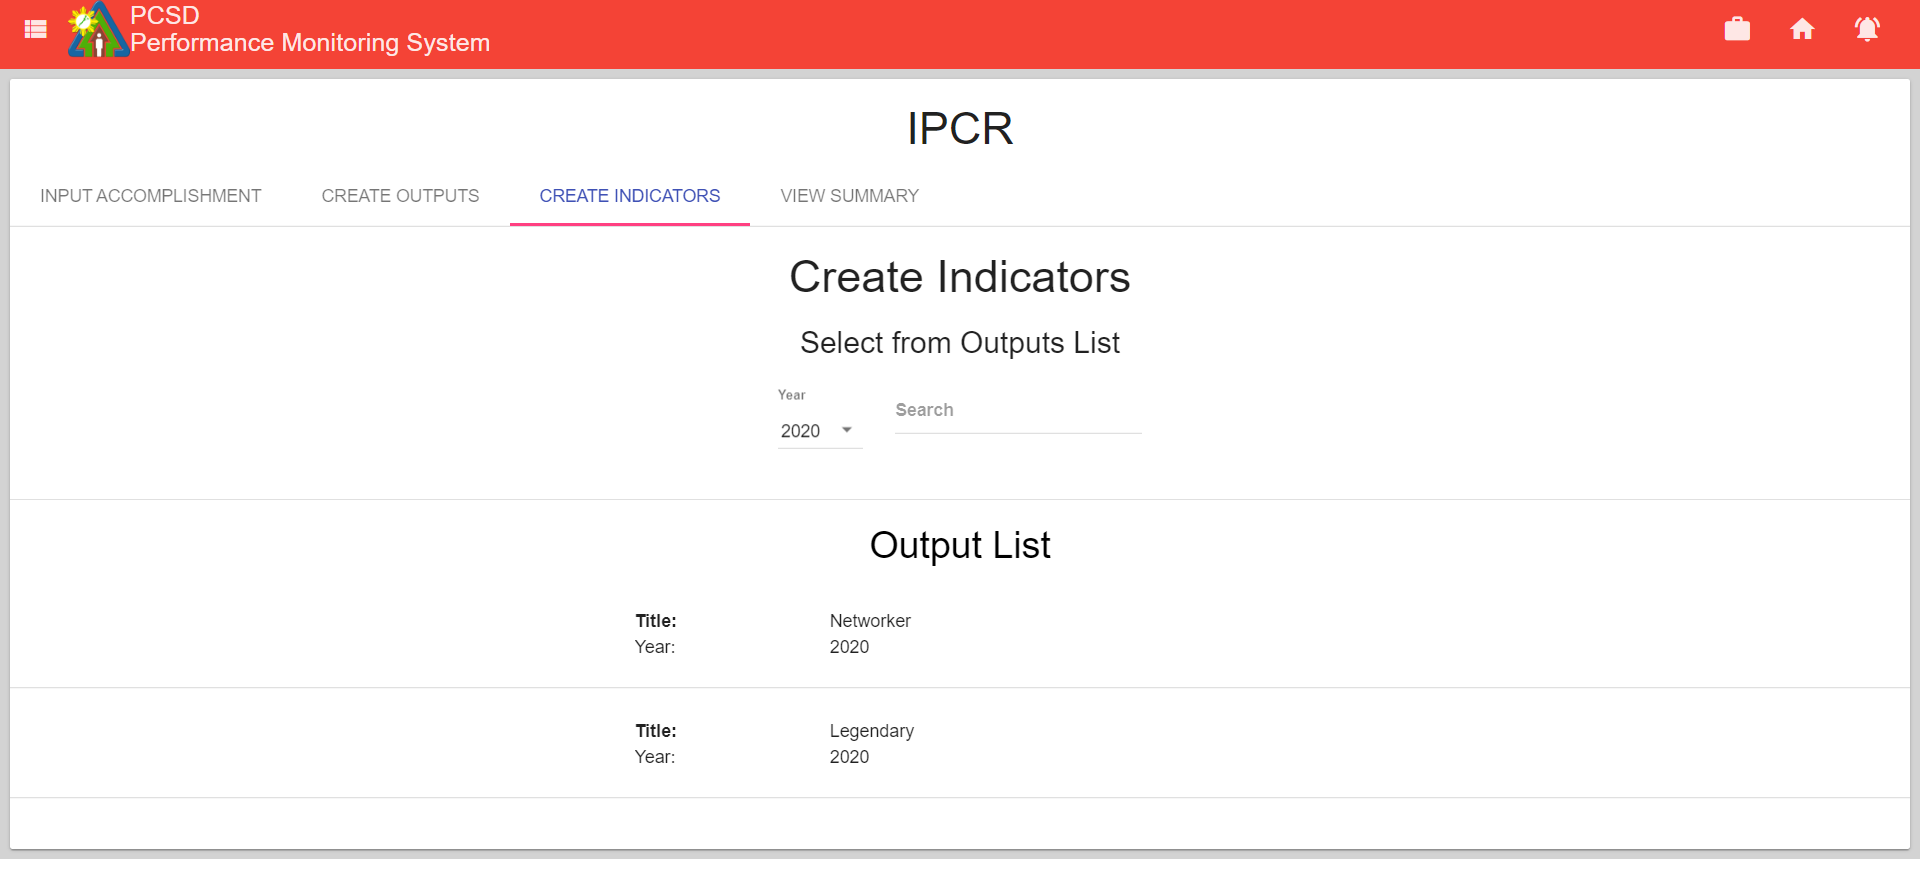 PCSD
Performance Monitoring System
IPCR
INPUT ACCOMPLISHMENT CREATE OUTPUTS CREATE INDICATORS VIEW SUMMARY
Create Indicators
Select from Outputs List
Year
Search
2020
Output List
Title: Networker
Year: 2020
Title: Legendary
Year: 2020